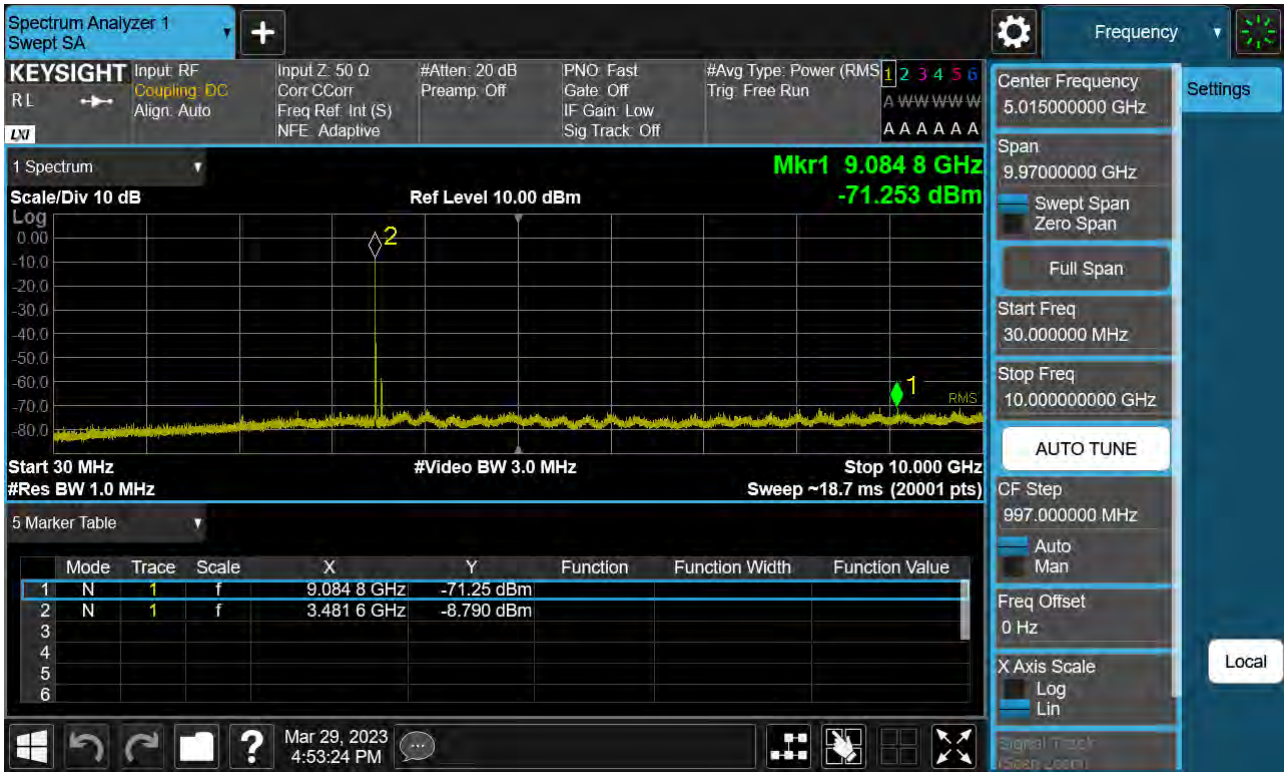 Spectrum Analyzer 1
Swept SA
+
Frequency
KEYSIGHT
RL
LXI
Input: RF
Coupling: DC
Align: Auto
Input Z: 50 Ω
Corr CCorr
Freq Ref: Int (S)
NFE: Adaptive
#Atten: 20 dB
Preamp: Off
PNO: Fast
Gate: Off
IF Gain: Low
Sig Track: Off
#Avg Type: Power (RMS
Trig: Free Run
1 2 3 4 5 6
A W W W W W
A A A A A A
1 Spectrum
Mkr1 9.084 8 GHz
-71.253 dBm
Scale/Div 10 dB
Ref Level 10.00 dBm
Log
0.00
-10.0
-20.0
-30.0
-40.0
-50.0
-60.0
-70.0
-80.0
2
1
RMS
Start 30 MHz
#Video BW 3.0 MHz
Stop 10.000 GHz
#Res BW 1.0 MHz
Sweep ~18.7 ms (20001 pts)
5 Marker Table
Mode Trace Scale X Y Function Function Width Function Value
1 N 1 f 9.084 8 GHz -71.25 dBm
2 N 1 f 3.481 6 GHz -8.790 dBm
3
4
5
6
Mar 29, 2023
4:53:24 PM
?
Center Frequency
5.015000000 GHz
Settings
Span
9.97000000 GHz
Swept Span
Zero Span
Full Span
Start Freq
30.000000 MHz
Stop Freq
10.000000000 GHz
AUTO TUNE
CF Step
997.000000 MHz
Auto
Man
Freq Offset
0 Hz
X Axis Scale
Log
Lin
Local
Signal Track
(Span Zoom)